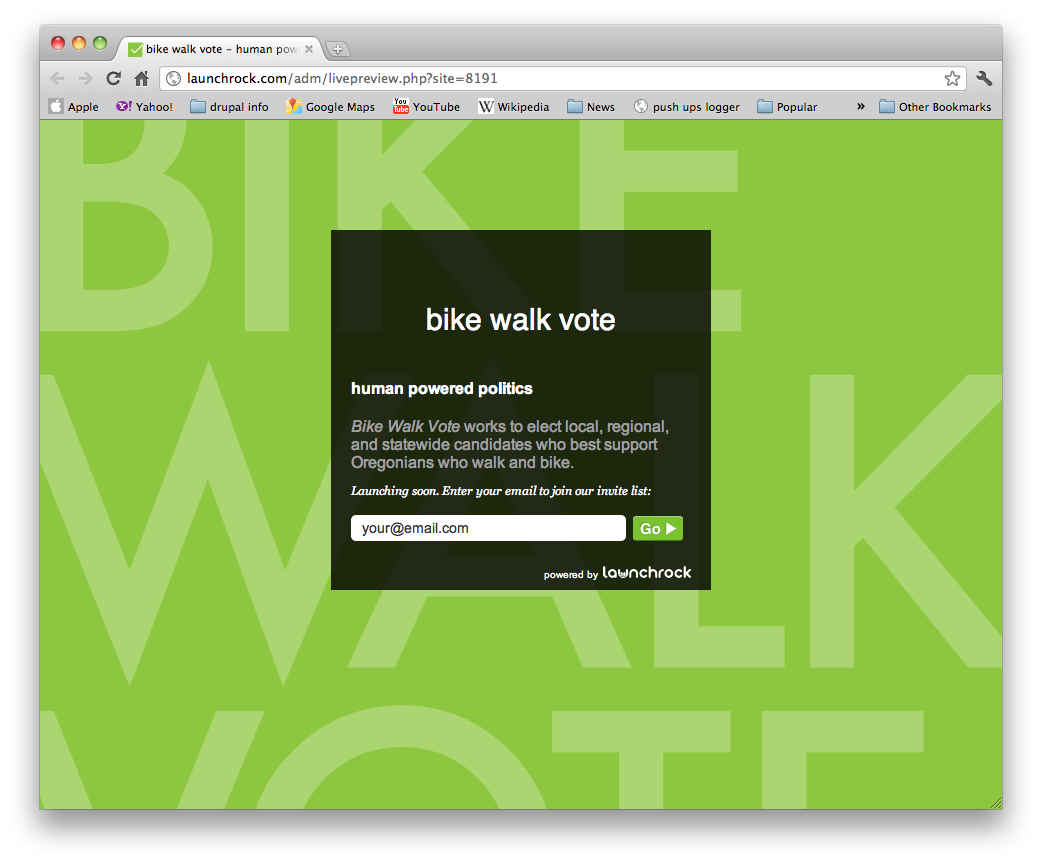 bike walk vote – human pow
launchrock.com/adm/livepreview.php?site=8191
Apple Yahoo! drupal info Google Maps You Tube YouTube W Wikipedia News push ups logger Popular » Other Bookmarks
BIKE
WALK
VOTE
bike walk vote
human powered politics
Bike Walk Vote works to elect local, regional,
and statewide candidates who best support
Oregonians who walk and bike.
Launching soon. Enter your email to join our invite list:
your@email.com Go
powered by launchrock